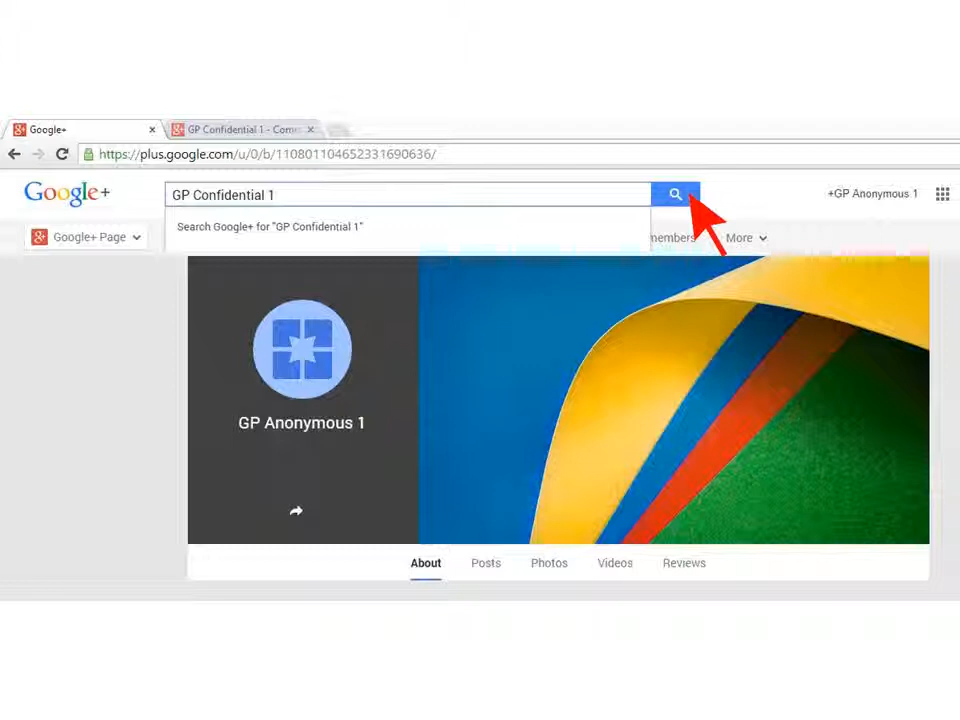 Google+
GP Confidential 1 - Com
https://plus.google.com/u/0/b/110801104652331690636/
Google+
GP Confidential 1
+GP Anonymous 1
Search Google+ for "GP Confidential 1"
Google+ Page
members
More
GP Anonymous 1
About
Posts
Photos
Videos
Reviews